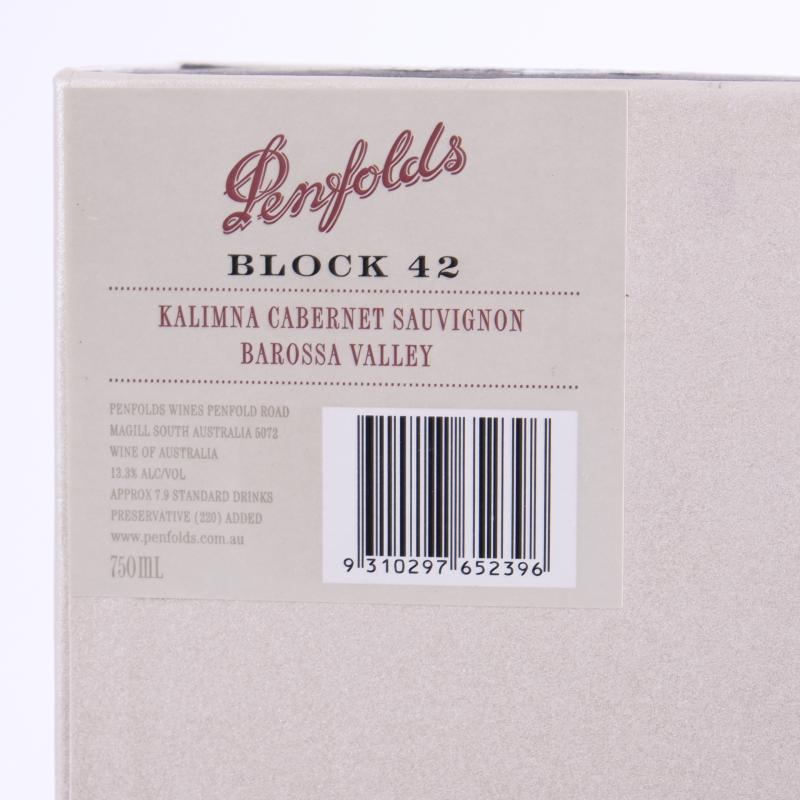 Penfolds
BLOCK 42
KALIMNA CABERNET SAUVIGNON
BAROSSA VALLEY
PENFOLDS WINES PENFOLD ROAD
MAGILL SOUTH AUSTRALIA 5072
WINE OF AUSTRALIA
13.3% ALC/VOL
APPROX 7.9 STANDARD DRINKS
PRESERVATIVE (220) ADDED
www.penfolds.com.au
750ML
9 310297 652396